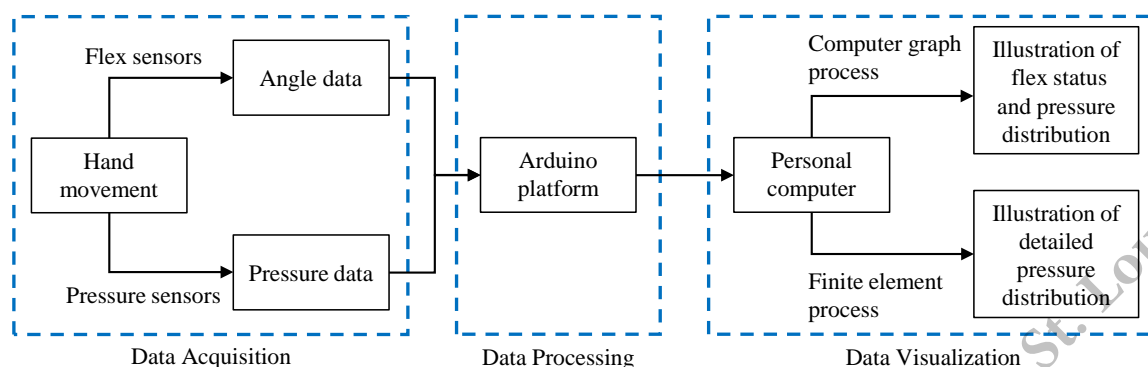 Flex sensors
Angle data
Hand
movement
Pressure data
Pressure sensors
Data Acquisition
Arduino
platform
Data Processing
Computer graph
process
Illustration of
flex status
and pressure
distribution
Personal
computer
Illustration of
detailed
pressure
distribution
Finite element
process
Data Visualization
St.